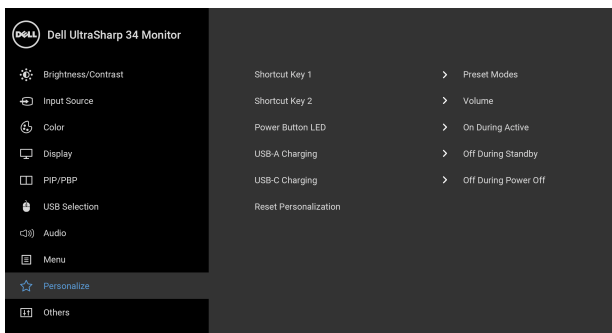 DELL Dell UltraSharp 34 Monitor
Brightness/Contrast
Input Source
Color
Display
PIP/PBP
USB Selection
Audio
Menu
Personalize
Others
Shortcut Key 1 > Preset Modes
Shortcut Key 2 > Volume
Power Button LED > On During Active
USB-A Charging > Off During Standby
USB-C Charging > Off During Power Off
Reset Personalization